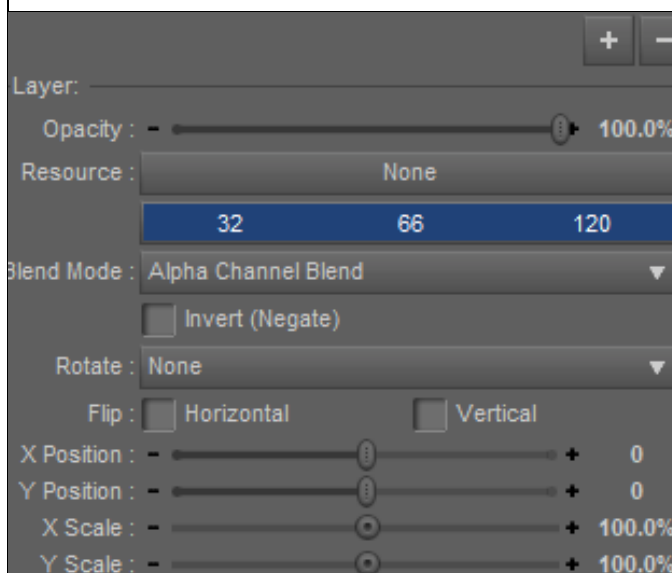 + −
Layer:
Opacity : - + 100.0%
Resource : None
32 66 120
Blend Mode : Alpha Channel Blend
Invert (Negate)
Rotate : None
Flip : Horizontal Vertical
X Position : - + 0
Y Position : - + 0
X Scale : - + 100.0%
Y Scale : - + 100.0%